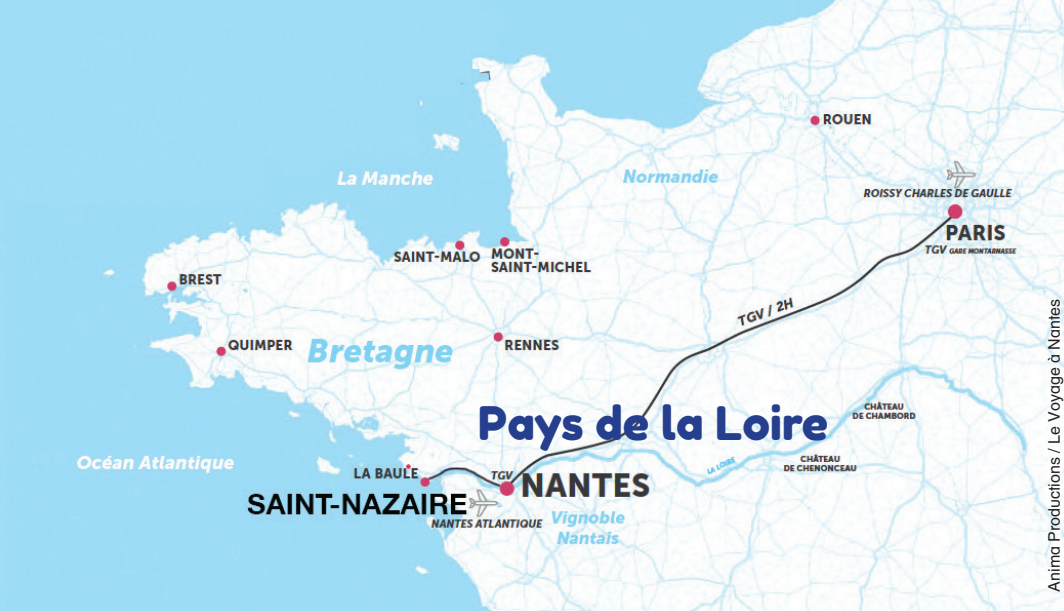 ROUEN
La Manche
Normandie
ROISSY CHARLES DE GAULLE
PARIS
TGV GARE MONTARNASSE
SAINT-MALO
MONT-
SAINT-MICHEL
BREST
TGV / 2H
QUIMPER
Bretagne
RENNES
Pays de la Loire
CHÂTEAU
DE CHAMBORD
Océan Atlantique
LA BAULE
TGV
NANTES
LA LOIRE
CHÂTEAU
DE CHENONCEAU
SAINT-NAZAIRE
NANTES ATLANTIQUE
Vignoble
Nantais
Anima Productions / Le Voyage à Nantes